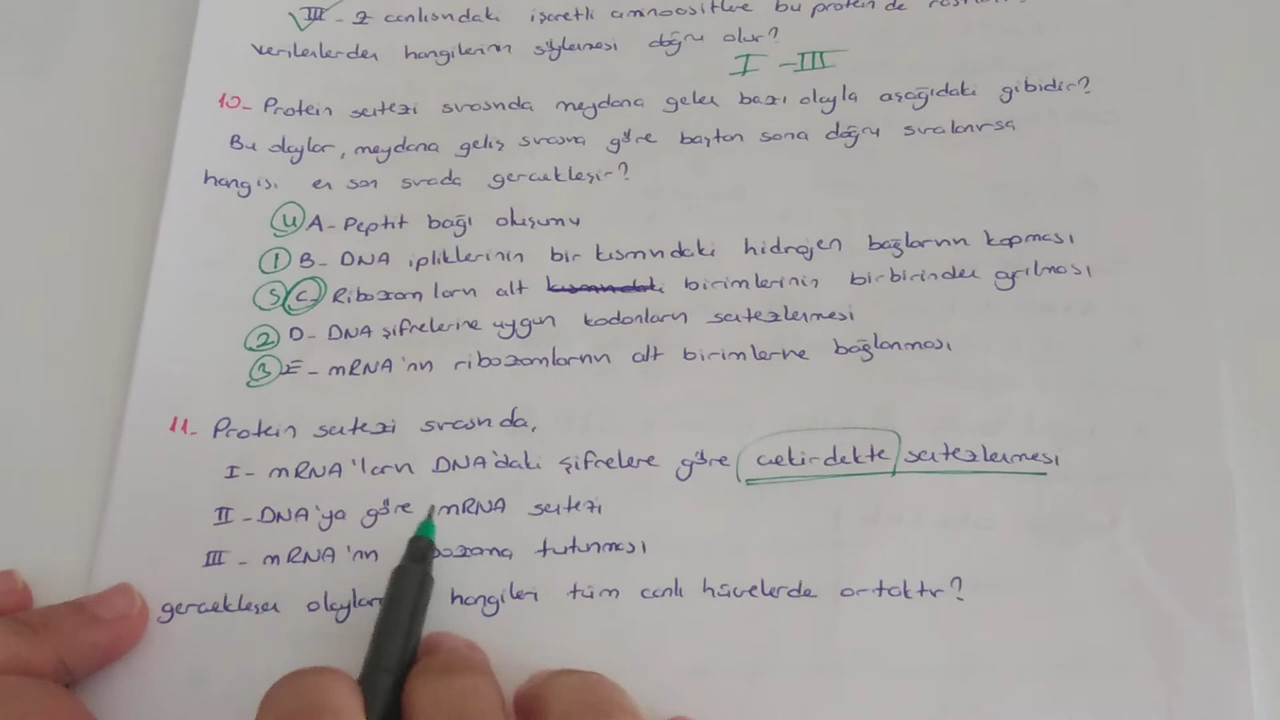 III - 2 canlısındaki işaretli aminoasitlere bu protein de
verilenlerden hangilerinin söylenmesi doğru olur?
I - III
10- Protein sentezi sırasında meydana gelen bazı olayla aşağıdaki gibidir?
Bu olaylar, meydana geliş sırasına göre baştan sona doğru sıralanırsa
hangisi en son sırada gerçekleşir?
4 A- Peptit bağı oluşumu
1 B- DNA ipliklerinin bir kısmındaki hidrojen bağlarının kopması
5 C Ribozomların alt birimlerinin birbirinden ayrılması
2 D- DNA şifrelerine uygun kodonların sentezlenmesi
3 E- mRNA'nın ribozomların alt birimlerine bağlanması
11- Protein sentezi sırasında,
I- mRNA'ların DNA'daki şifrelere göre çekirdekte sentezlenmesi
II- DNA'ya göre mRNA sentezi
III- mRNA'nın tutunması
gerçekleşen hangileri tüm canlı hücrelerde ortaktır?